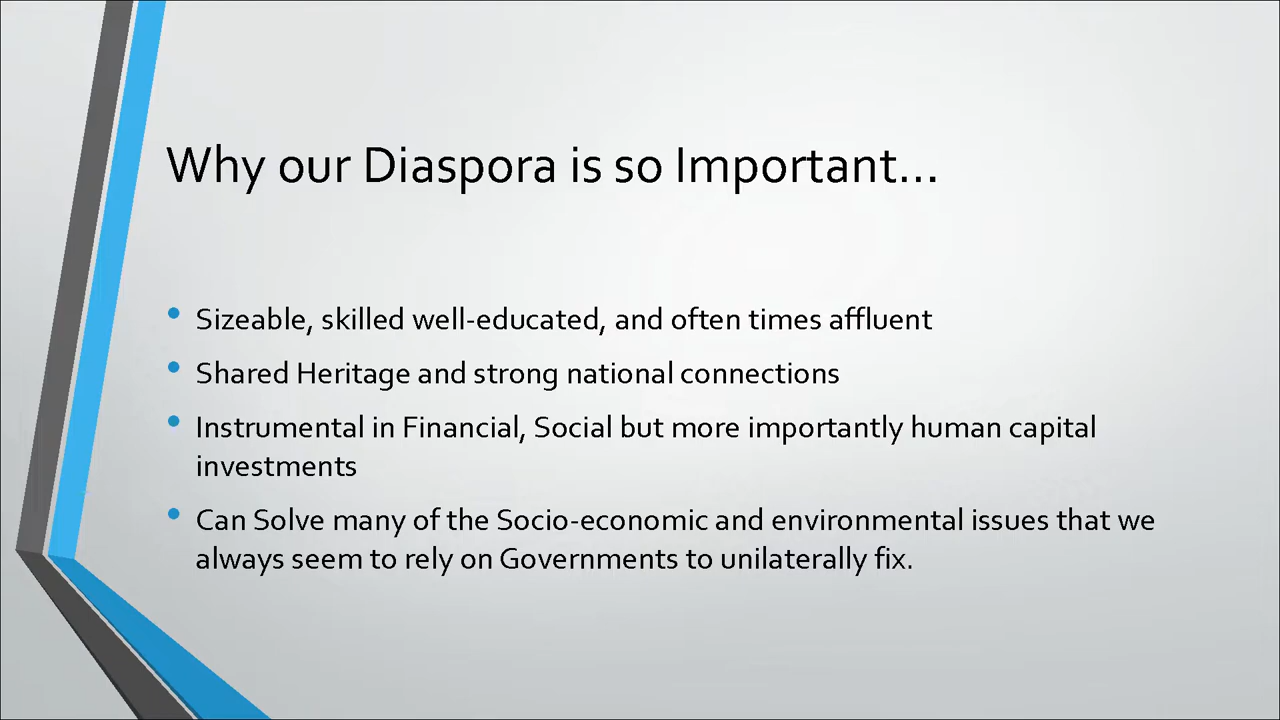 Why our Diaspora is so Important...
• Sizeable, skilled well-educated, and often times affluent
• Shared Heritage and strong national connections
• Instrumental in Financial, Social but more importantly human capital
investments
• Can Solve many of the Socio-economic and environmental issues that we
always seem to rely on Governments to unilaterally fix.